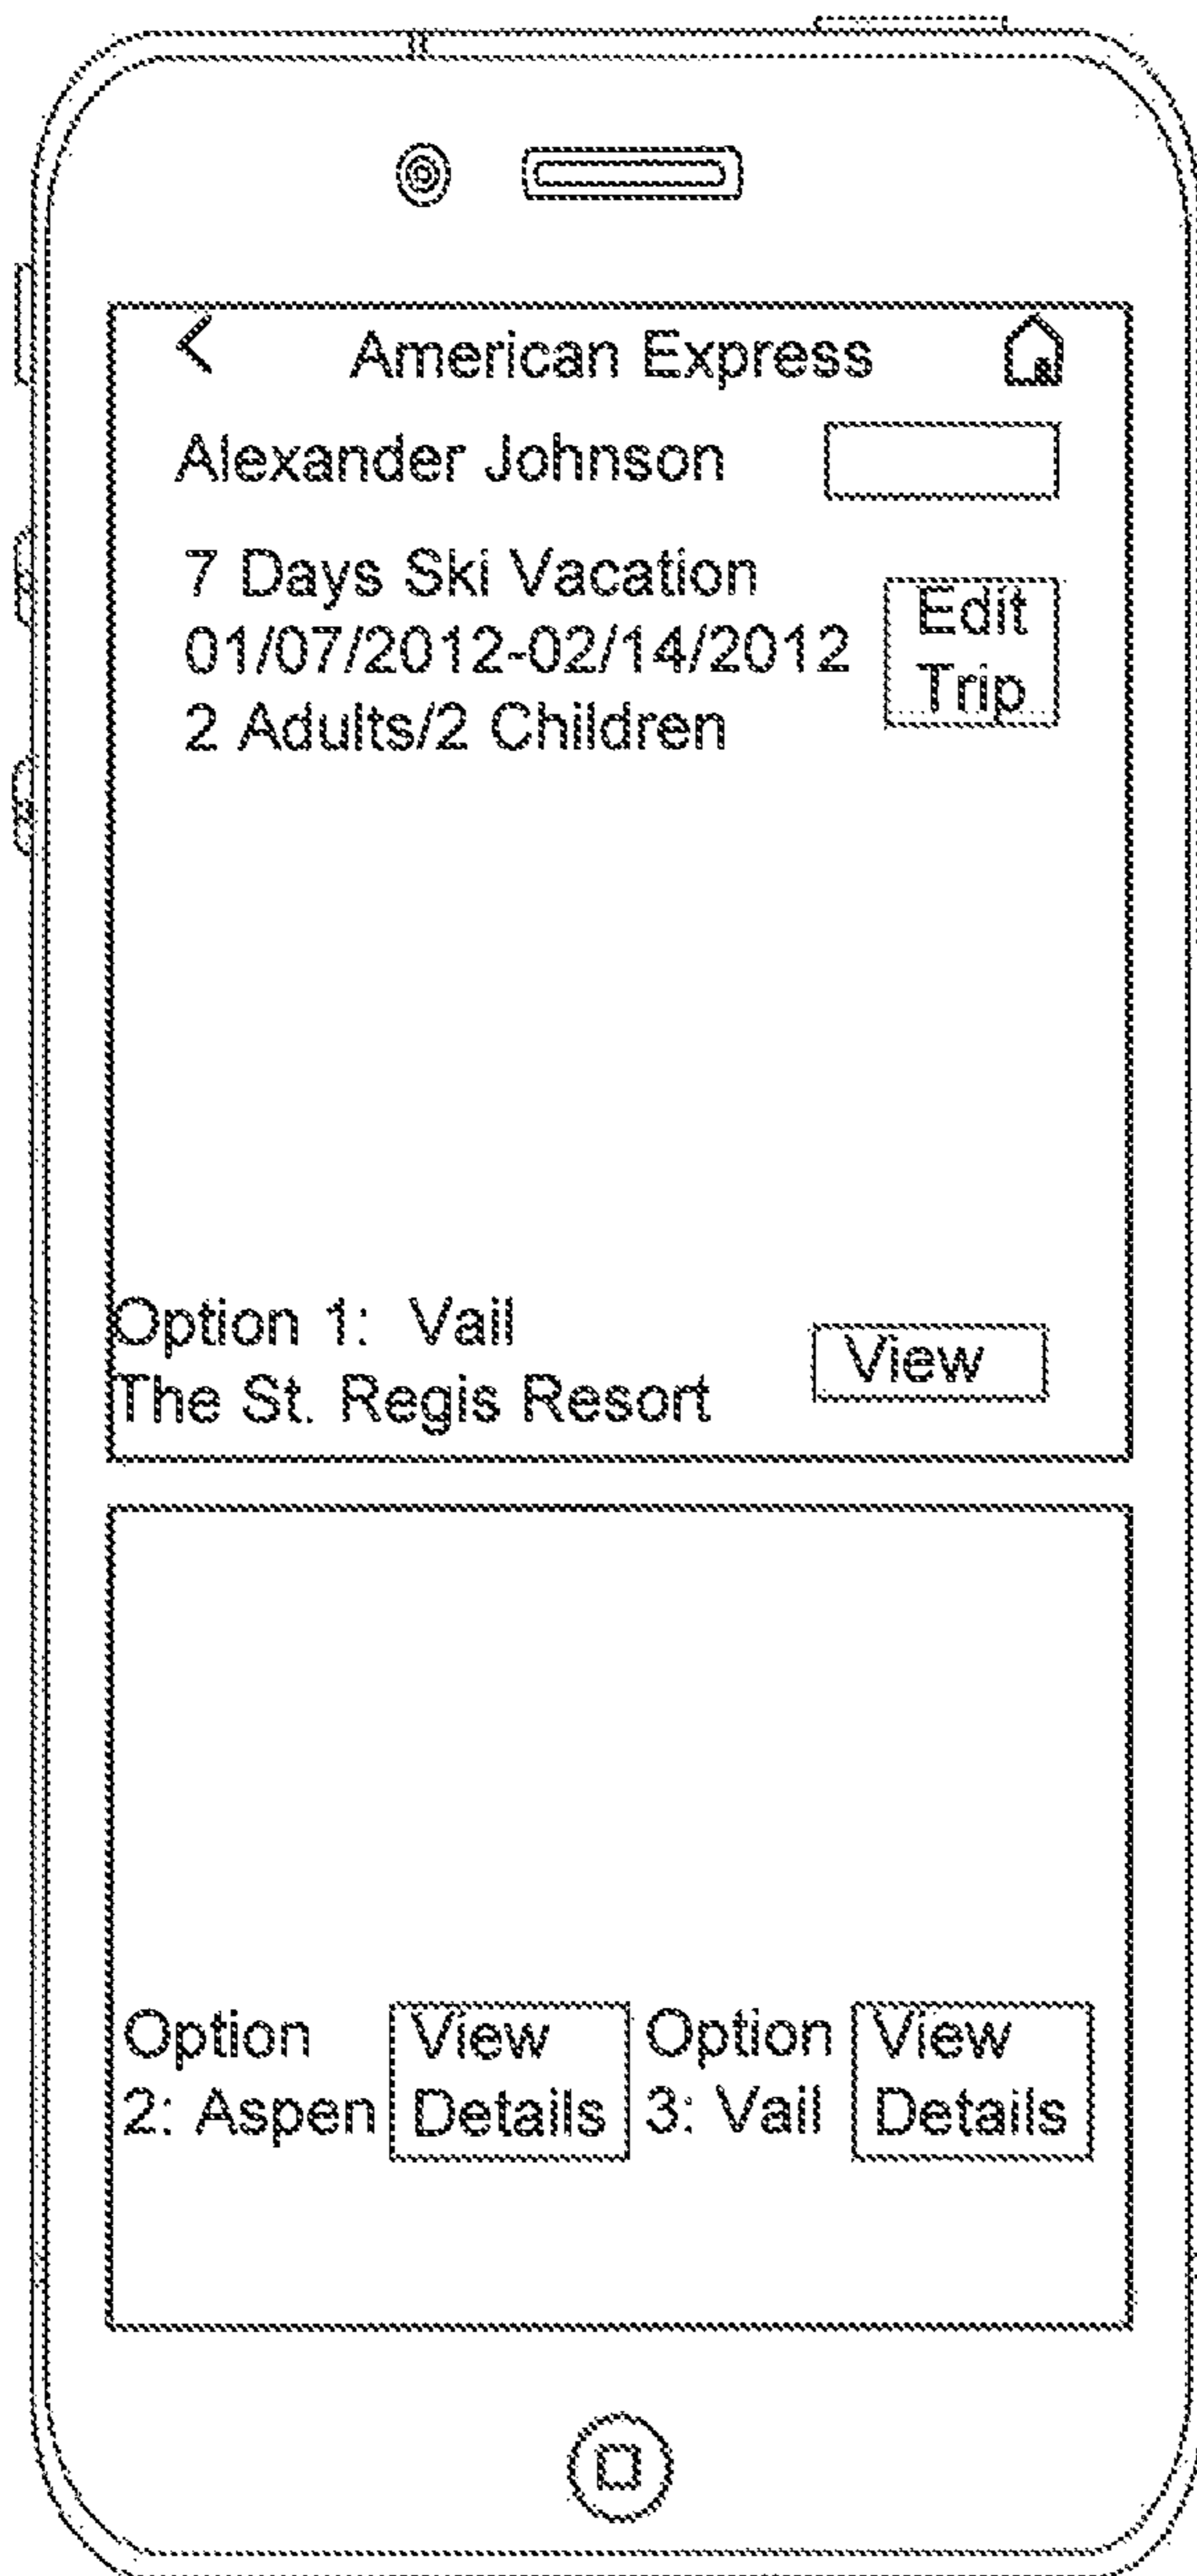 American Express
Alexander Johnson
7 Days Ski Vacation
01/07/2012-02/14/2012
2 Adults/2 Children
Edit
Trip
Option 1: Vail
The St. Regis Resort
View
Option
2: Aspen
View
Details
Option
3: Vail
View
Details